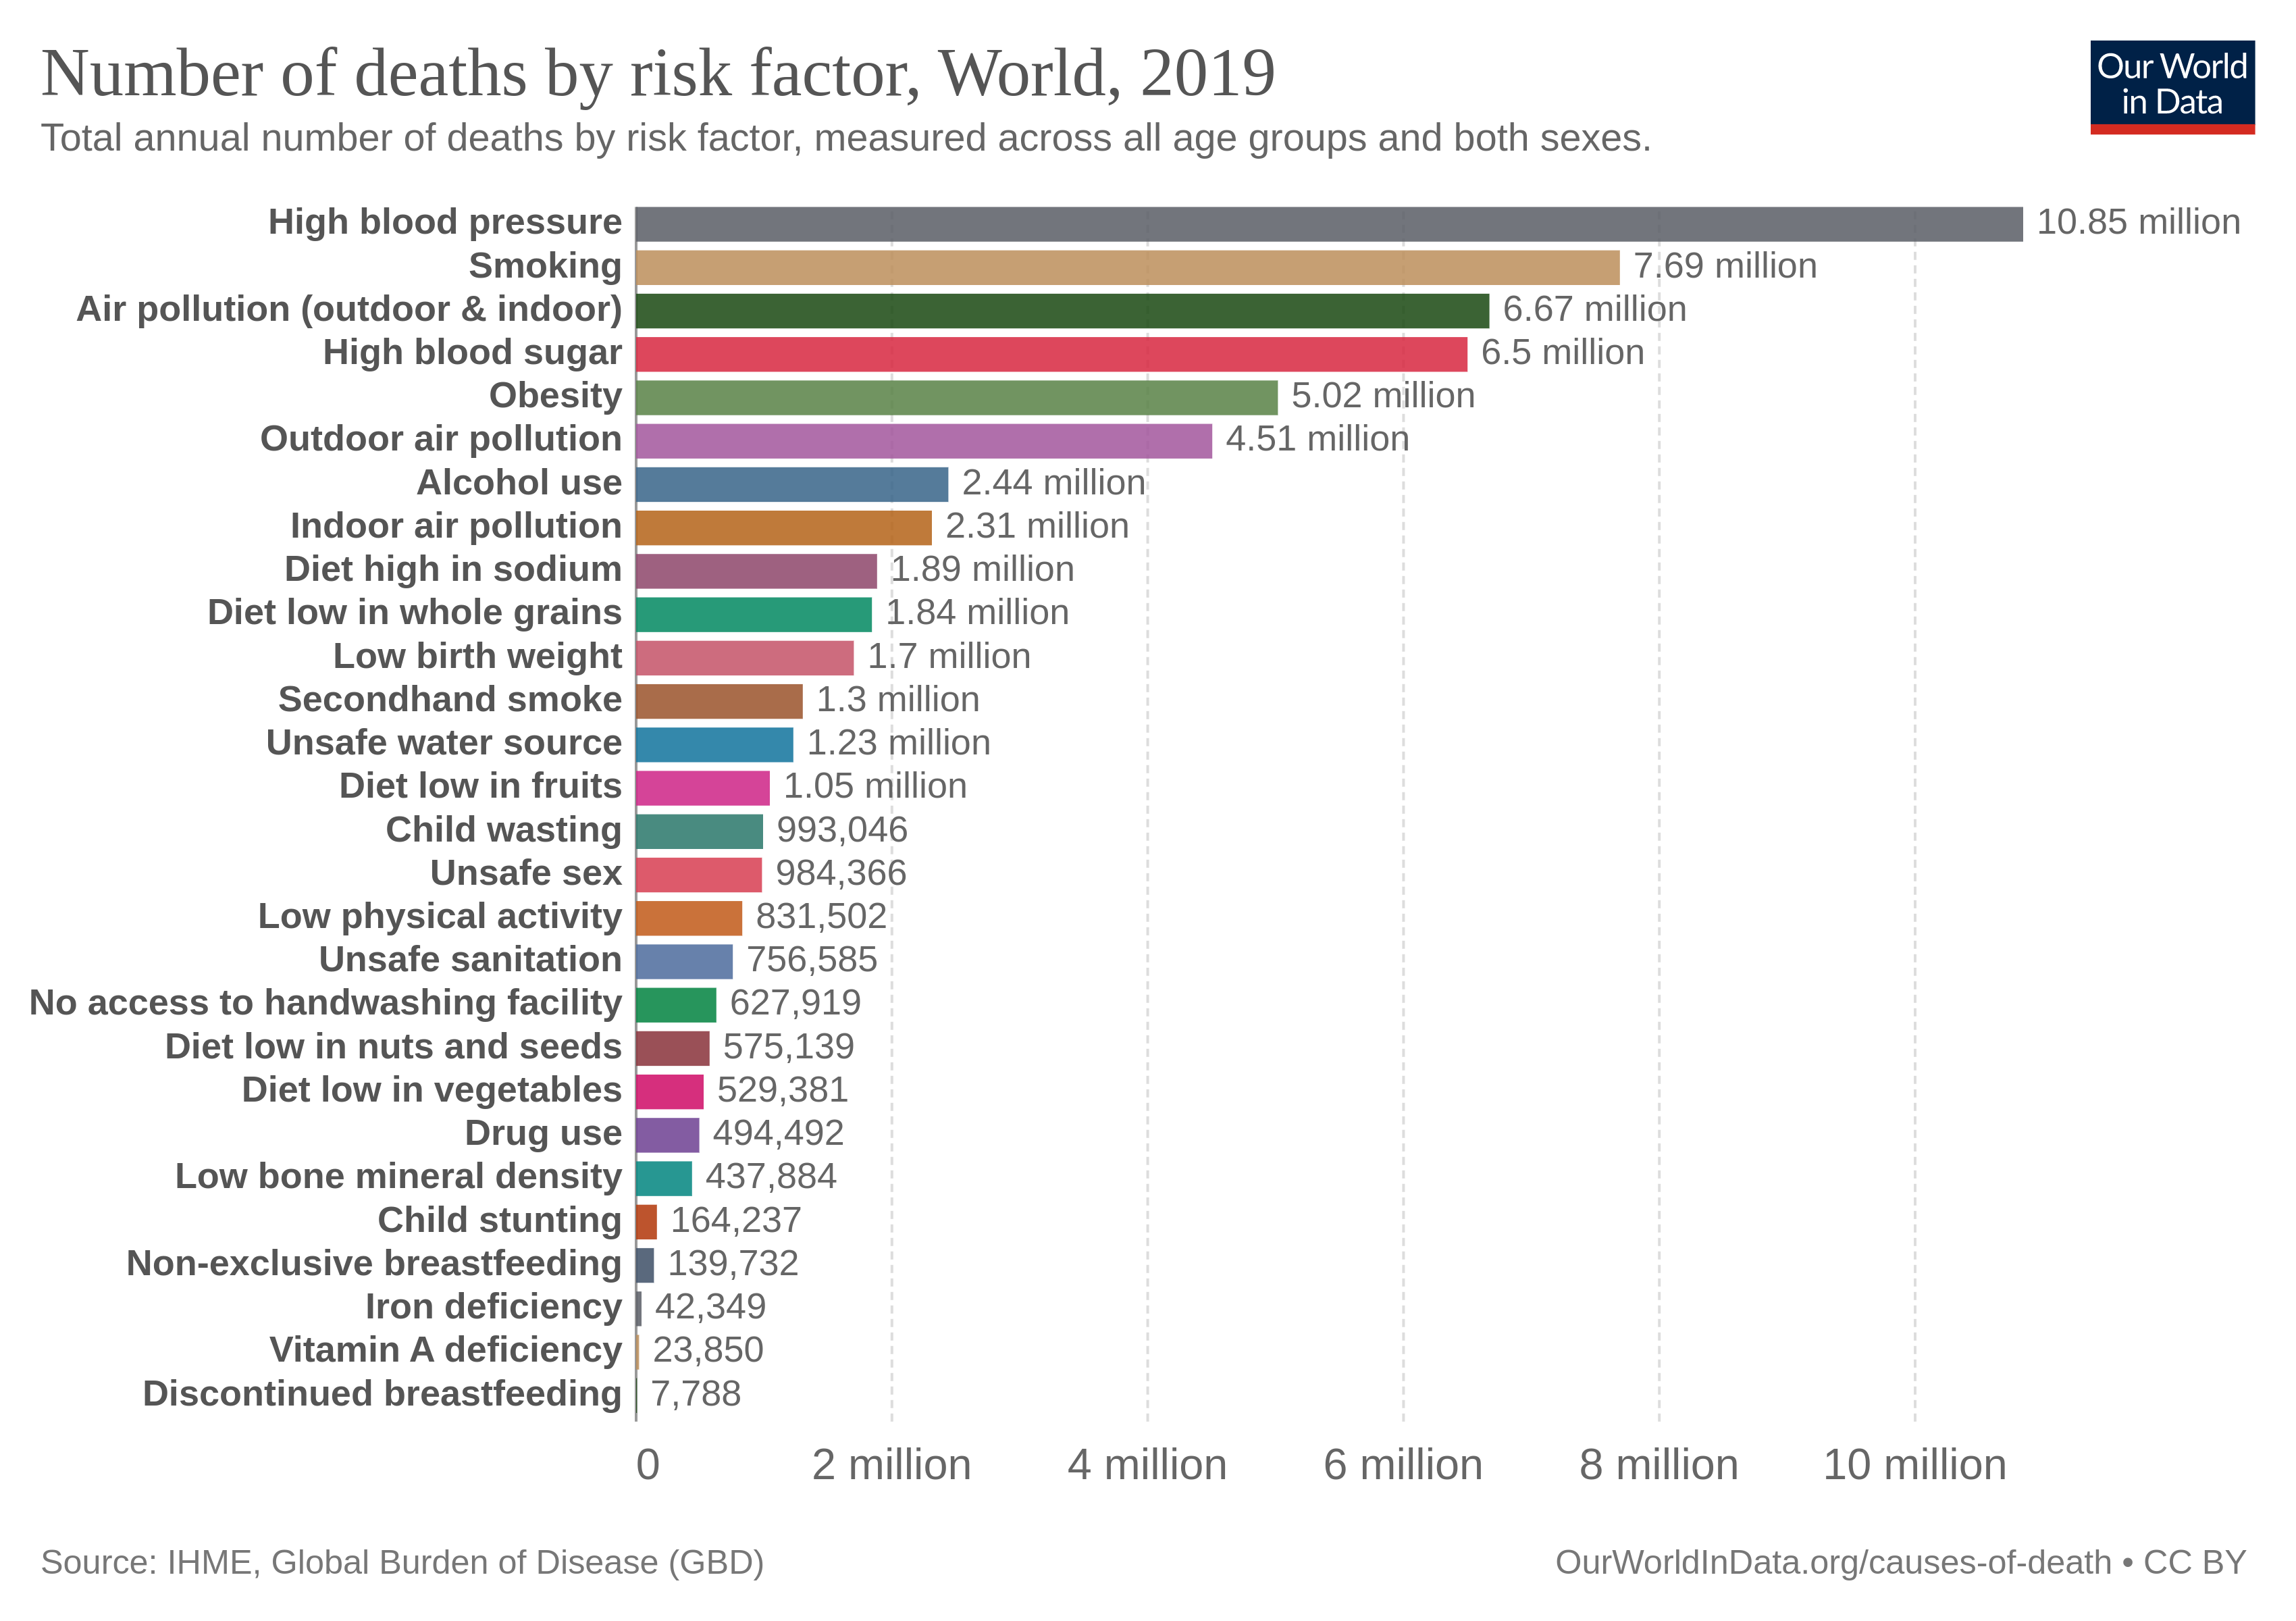 Number of deaths by risk factor, World, 2019
Our World
in Data
Total annual number of deaths by risk factor, measured across all age groups and both sexes.
High blood pressure 10.85 million
Smoking 7.69 million
Air pollution (outdoor & indoor) 6.67 million
High blood sugar 6.5 million
Obesity 5.02 million
Outdoor air pollution 4.51 million
Alcohol use 2.44 million
Indoor air pollution 2.31 million
Diet high in sodium 1.89 million
Diet low in whole grains 1.84 million
Low birth weight 1.7 million
Secondhand smoke 1.3 million
Unsafe water source 1.23 million
Diet low in fruits 1.05 million
Child wasting 993,046
Unsafe sex 984,366
Low physical activity 831,502
Unsafe sanitation 756,585
No access to handwashing facility 627,919
Diet low in nuts and seeds 575,139
Diet low in vegetables 529,381
Drug use 494,492
Low bone mineral density 437,884
Child stunting 164,237
Non-exclusive breastfeeding 139,732
Iron deficiency 42,349
Vitamin A deficiency 23,850
Discontinued breastfeeding 7,788
0 2 million 4 million 6 million 8 million 10 million
Source: IHME, Global Burden of Disease (GBD)
OurWorldInData.org/causes-of-death • CC BY